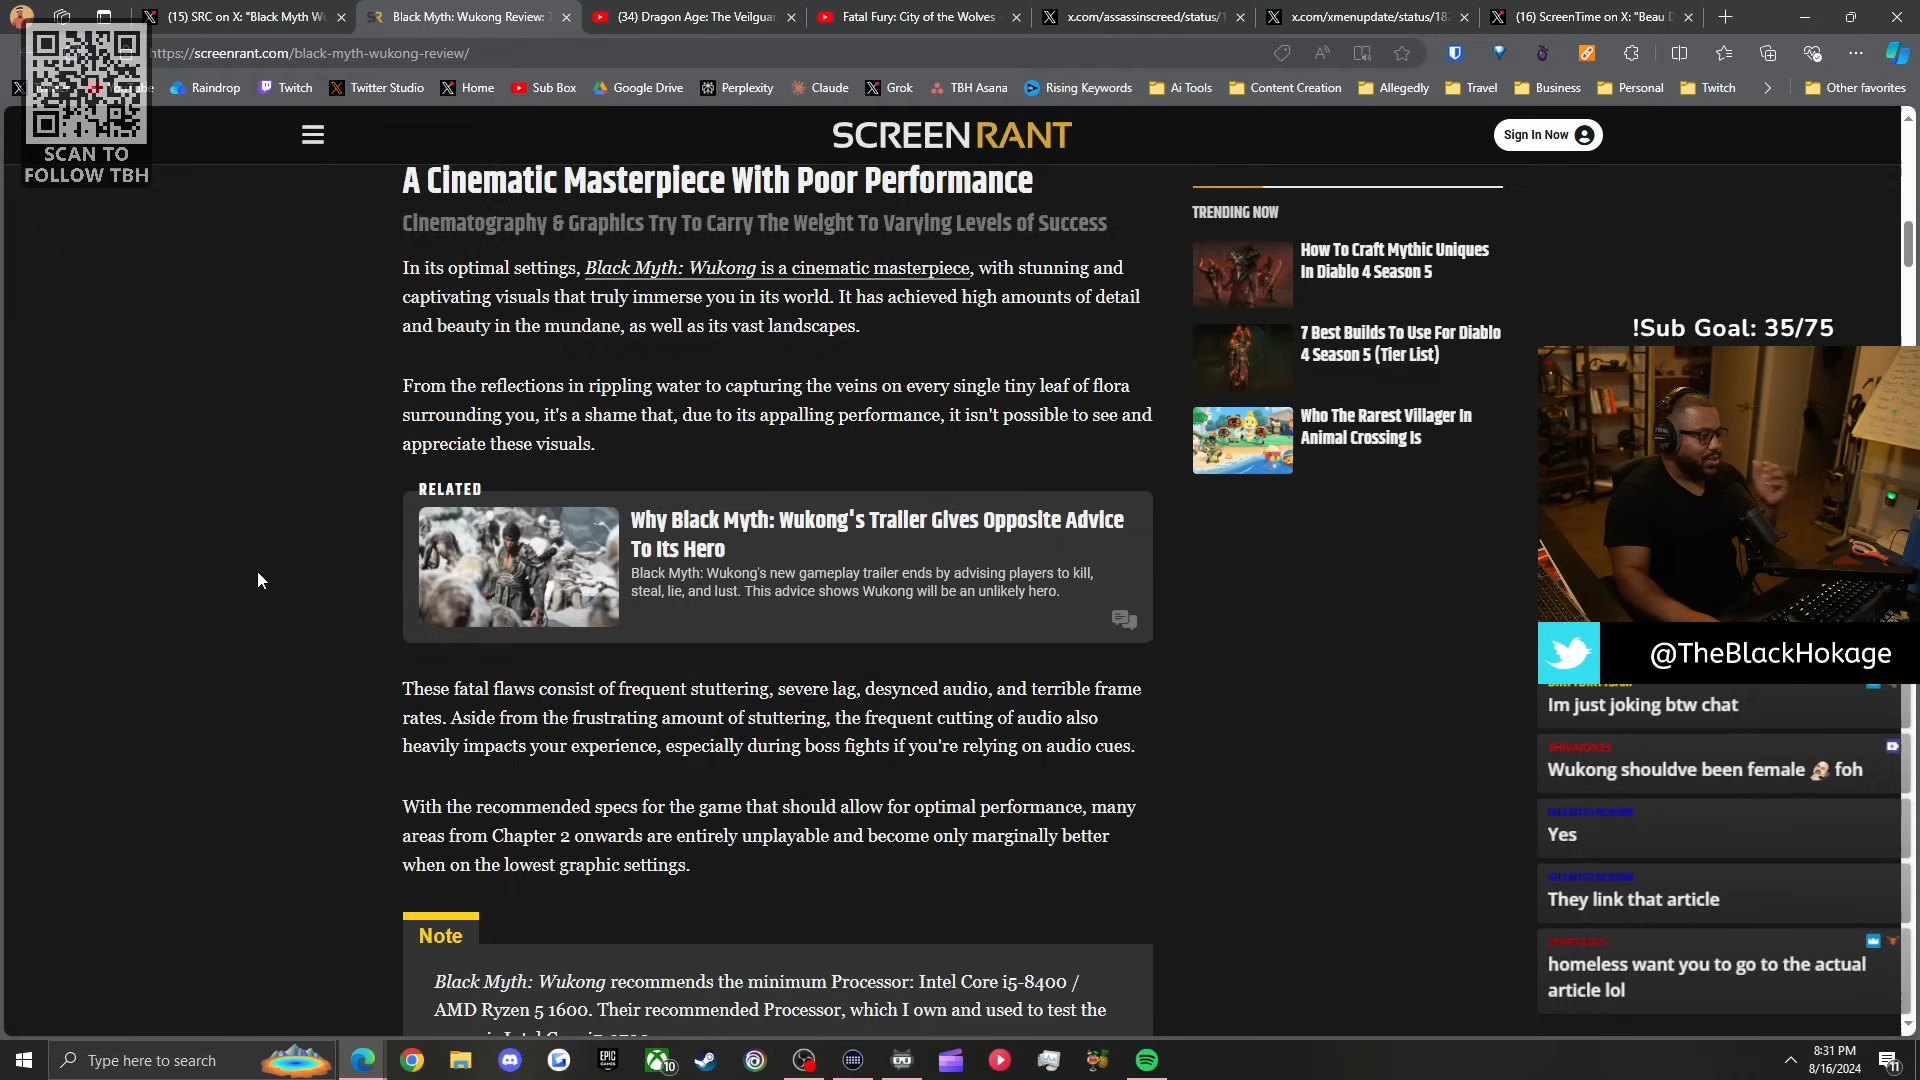 (15) SRC on X: "Black Myth Wu
Black Myth: Wukong Review: T
(34) Dragon Age: The Veilguar
Fatal Fury: City of the Wolves -
x.com/assassinscreed/status/1
x.com/xmenupdate/status/18
(16) ScreenTime on X: "Beau D
https://screenrant.com/black-myth-wukong-review/
Raindrop
Twitch
Twitter Studio
Home
Sub Box
Google Drive
Perplexity
Claude
Grok
TBH Asana
Rising Keywords
Ai Tools
Content Creation
Allegedly
Travel
Business
Personal
Twitch
Other favorites
SCAN TO
FOLLOW TBH
SCREENRANT
Sign In Now
A Cinematic Masterpiece With Poor Performance
Cinematography & Graphics Try To Carry The Weight To Varying Levels of Success
In its optimal settings, Black Myth: Wukong is a cinematic masterpiece, with stunning and
captivating visuals that truly immerse you in its world. It has achieved high amounts of detail
and beauty in the mundane, as well as its vast landscapes.
From the reflections in rippling water to capturing the veins on every single tiny leaf of flora
surrounding you, it's a shame that, due to its appalling performance, it isn't possible to see and
appreciate these visuals.
RELATED
Why Black Myth: Wukong's Trailer Gives Opposite Advice
To Its Hero
Black Myth: Wukong's new gameplay trailer ends by advising players to kill,
steal, lie, and lust. This advice shows Wukong will be an unlikely hero.
These fatal flaws consist of frequent stuttering, severe lag, desynced audio, and terrible frame
rates. Aside from the frustrating amount of stuttering, the frequent cutting of audio also
heavily impacts your experience, especially during boss fights if you're relying on audio cues.
With the recommended specs for the game that should allow for optimal performance, many
areas from Chapter 2 onwards are entirely unplayable and become only marginally better
when on the lowest graphic settings.
Note
Black Myth: Wukong recommends the minimum Processor: Intel Core i5-8400 /
AMD Ryzen 5 1600. Their recommended Processor, which I own and used to test the
TRENDING NOW
How To Craft Mythic Uniques
In Diablo 4 Season 5
7 Best Builds To Use For Diablo
4 Season 5 (Tier List)
Who The Rarest Villager In
Animal Crossing Is
!Sub Goal: 35/75
@TheBlackHokage
Im just joking btw chat
Wukong shouldve been female foh
Yes
They link that article
homeless want you to go to the actual
article lol
Type here to search
EPIC
GAMES
10
8:31 PM
8/16/2024
11